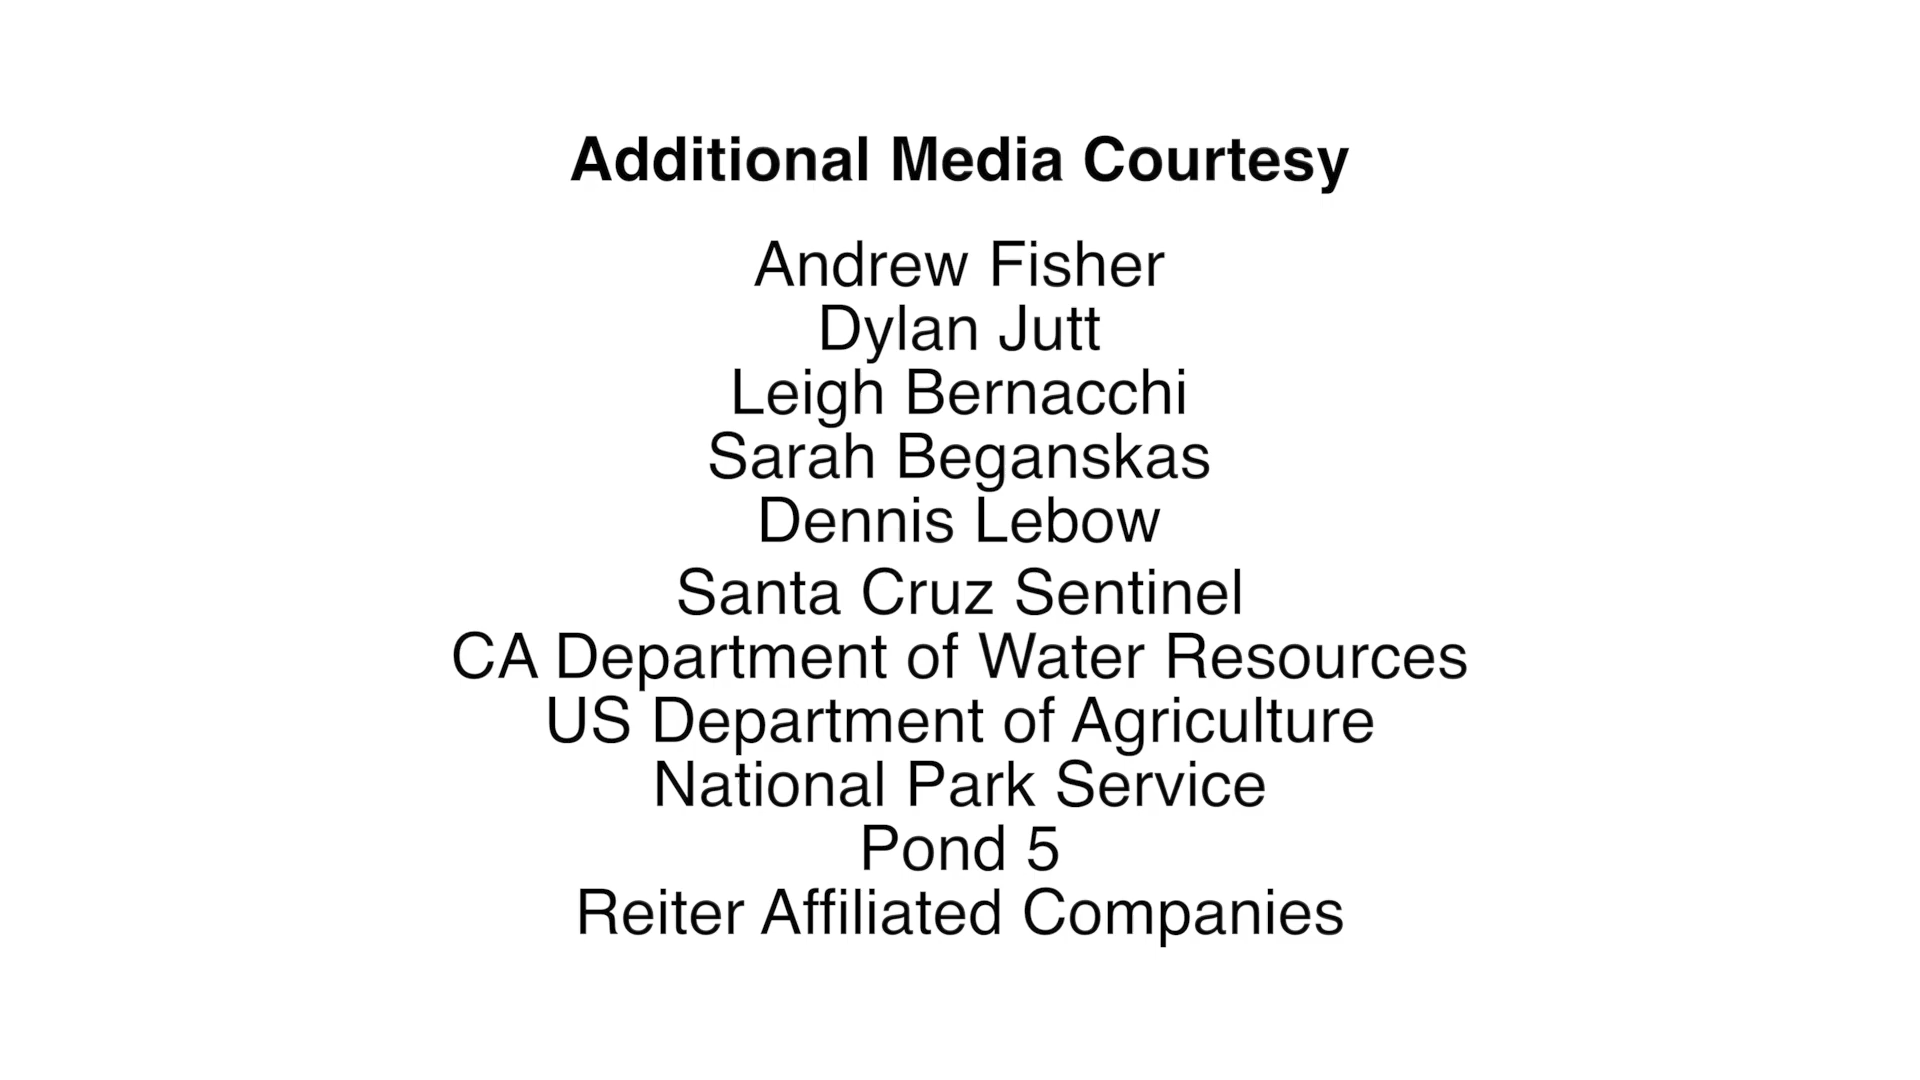 Additional Media Courtesy
Andrew Fisher
Dylan Jutt
Leigh Bernacchi
Sarah Beganskas
Dennis Lebow
Santa Cruz Sentinel
CA Department of Water Resources
US Department of Agriculture
National Park Service
Pond 5
Reiter Affiliated Companies